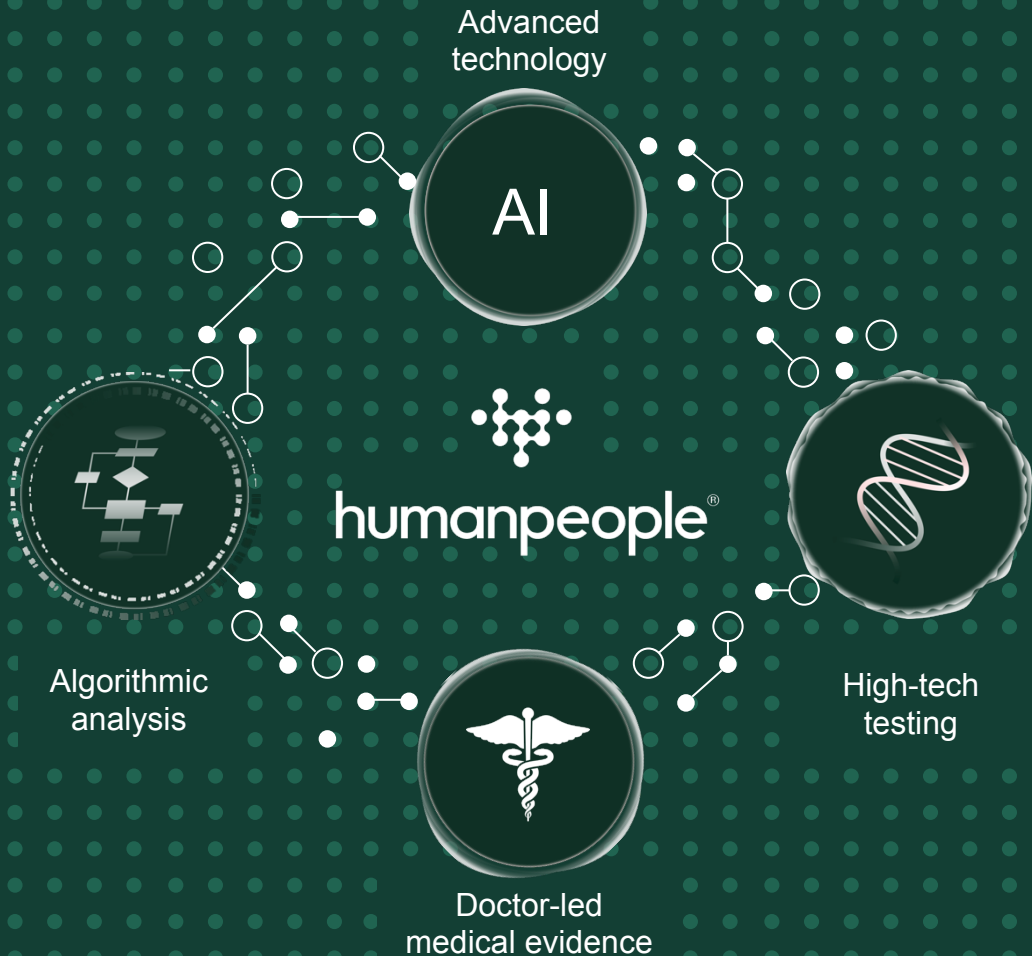 Advanced
technology
AI
humanpeople®
Algorithmic
analysis
High-tech
testing
Doctor-led
medical evidence